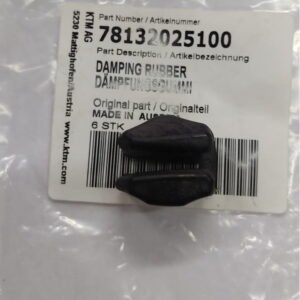 Part Number / Artikelnummer
78132025100
Part Description / Artikelbezeichnung
DAMPING RUBBER
DÄMPFUNGSGUMMI
Original part / Originalteil
MADE IN
6 STK
KTM AG
5230 Mattighofen/Austria
www.ktm.com